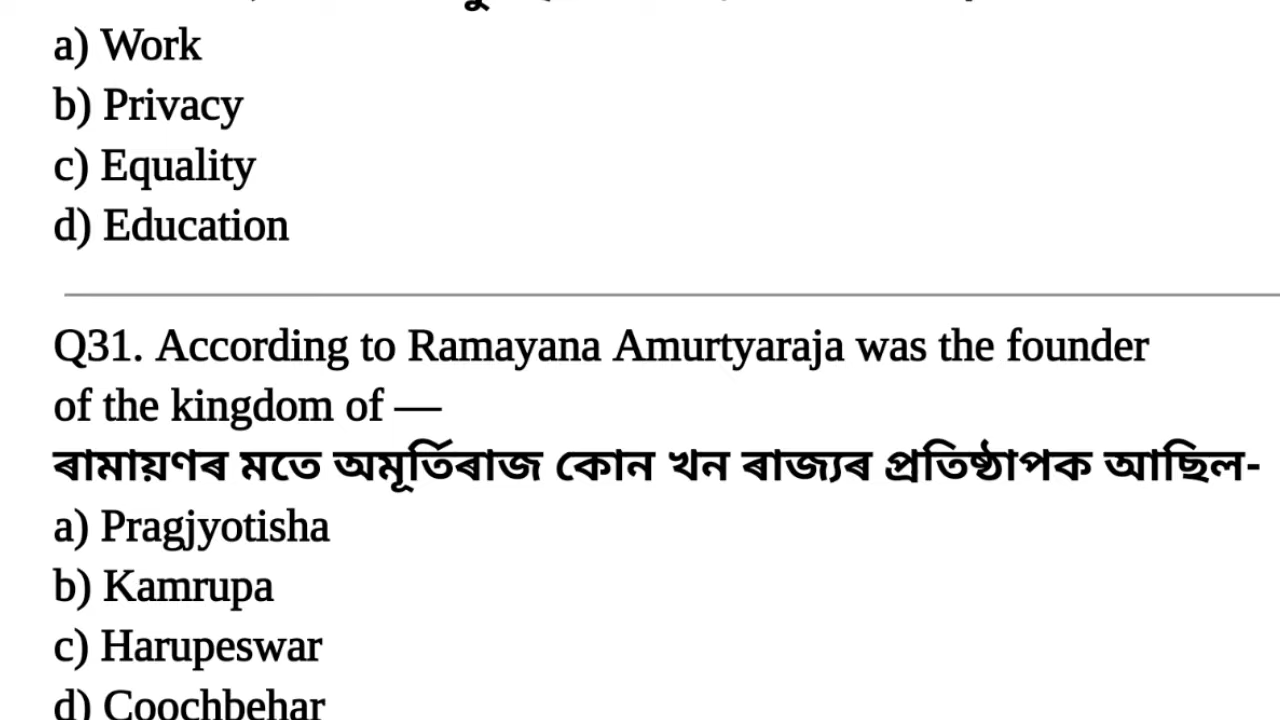 a) Work
b) Privacy
c) Equality
d) Education
Q31. According to Ramayana Amurtyaraja was the founder
of the kingdom of —
ৰামায়ণৰ মতে অমূৰ্তিৰাজ কোন খন ৰাজ্যৰ প্ৰতিষ্ঠাপক আছিল-
a) Pragjyotisha
b) Kamrupa
c) Harupeswar
d) Coochbehar